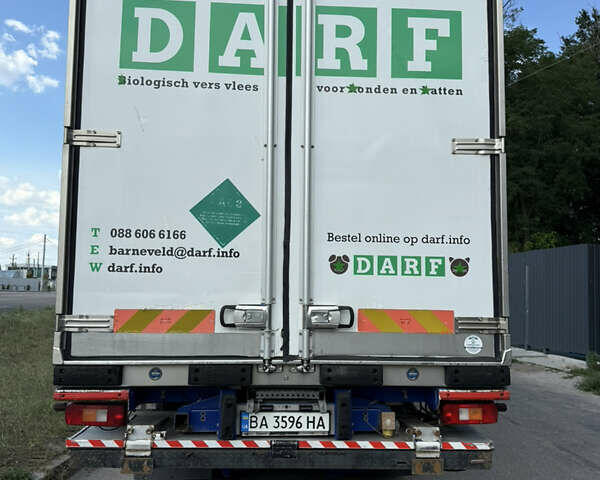 DARF
Biologisch vers vlees voor honden en katten
T 088 606 6166
E barneveld@darf.info
W darf.info
Bestel online op darf.info
DARF
BA 3596 HA